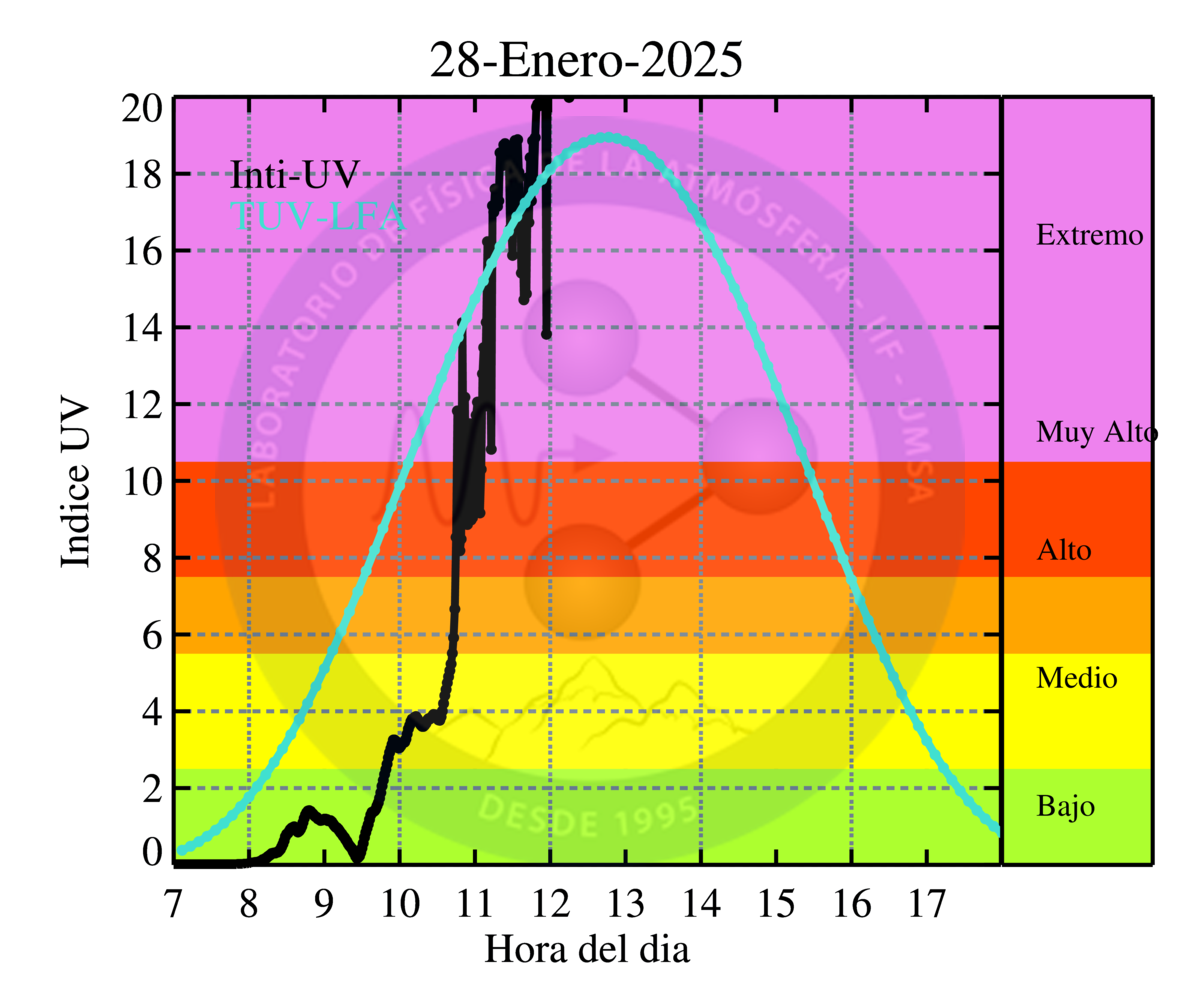 28-Enero-2025
Inti-UV
TUV-LFA
LABORATORIO DE FÍSICA DE LA ATMÓSFERA - IIF - UMSA
DESDE 1995
Indice UV
20
18
16
14
12
10
8
6
4
2
0
Extremo
Muy Alto
Alto
Medio
Bajo
7 8 9 10 11 12 13 14 15 16 17
Hora del dia